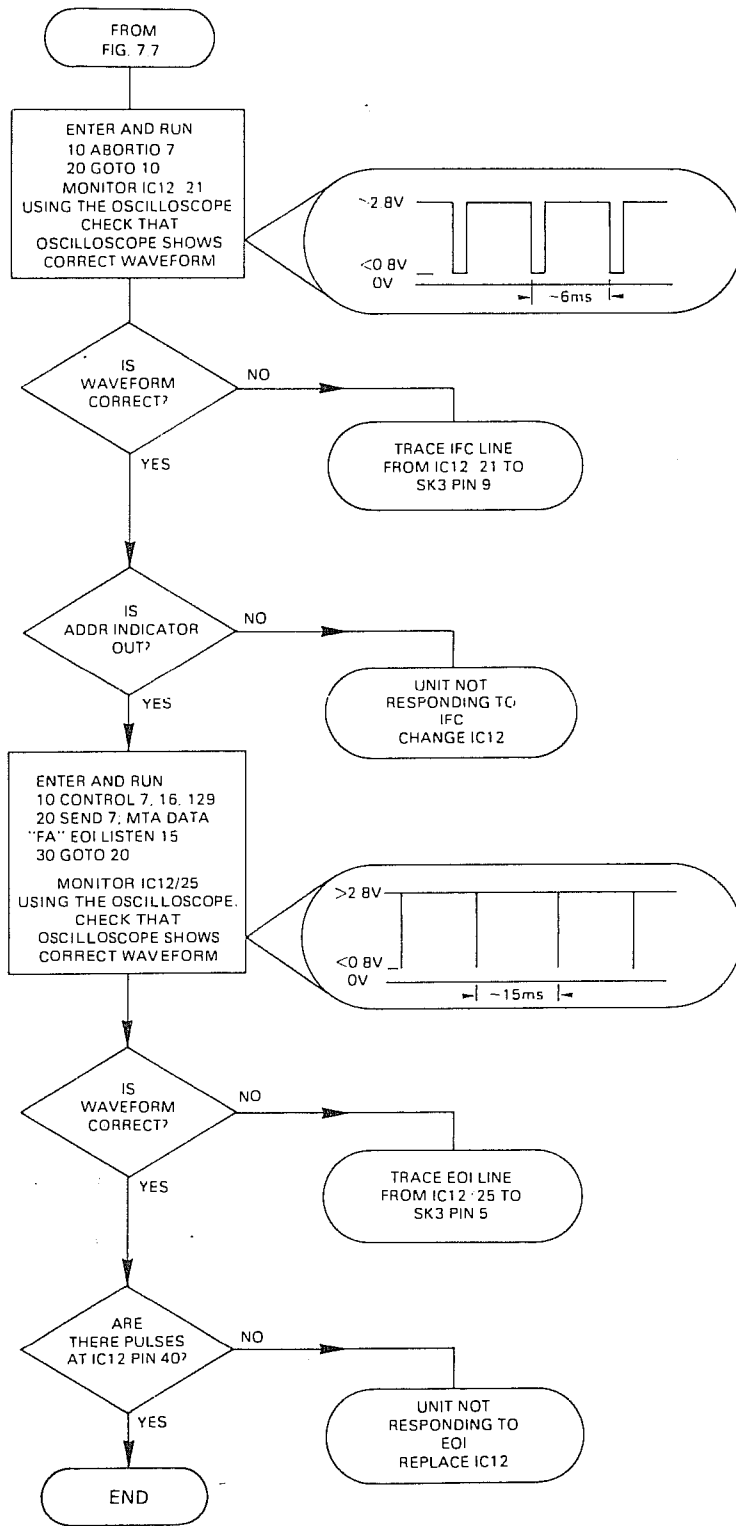 FROM
FIG. 7.7
ENTER AND RUN
10 ABORTIO 7
20 GOTO 10
MONITOR IC12 21
USING THE OSCILLOSCOPE
CHECK THAT
OSCILLOSCOPE SHOWS
CORRECT WAVEFORM
>2 8V
<0 8V
0V
~6ms
IS
WAVEFORM
CORRECT?
NO
YES
TRACE IFC LINE
FROM IC12 21 TO
SK3 PIN 9
IS
ADDR INDICATOR
OUT?
NO
YES
UNIT NOT
RESPONDING TO
IFC
CHANGE IC12
ENTER AND RUN
10 CONTROL 7, 16, 129
20 SEND 7; MTA DATA
"FA" EOI LISTEN 15
30 GOTO 20
MONITOR IC12/25
USING THE OSCILLOSCOPE.
CHECK THAT
OSCILLOSCOPE SHOWS
CORRECT WAVEFORM
>2 8V
<0 8V
0V
~15ms
IS
WAVEFORM
CORRECT?
NO
YES
TRACE EOI LINE
FROM IC12 25 TO
SK3 PIN 5
ARE
THERE PULSES
AT IC12 PIN 40?
NO
YES
UNIT NOT
RESPONDING TO
EOI
REPLACE IC12
END